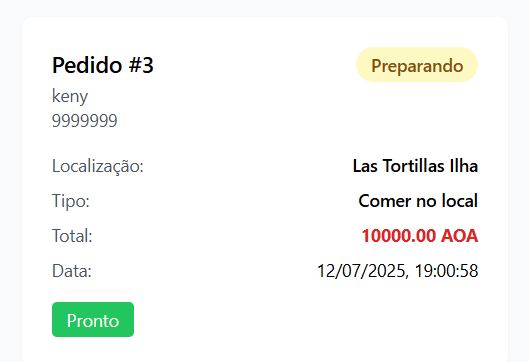 Pedido #3 Preparando
keny
9999999
Localização: Las Tortillas Ilha
Tipo: Comer no local
Total: 10000.00 AOA
Data: 12/07/2025, 19:00:58
Pronto